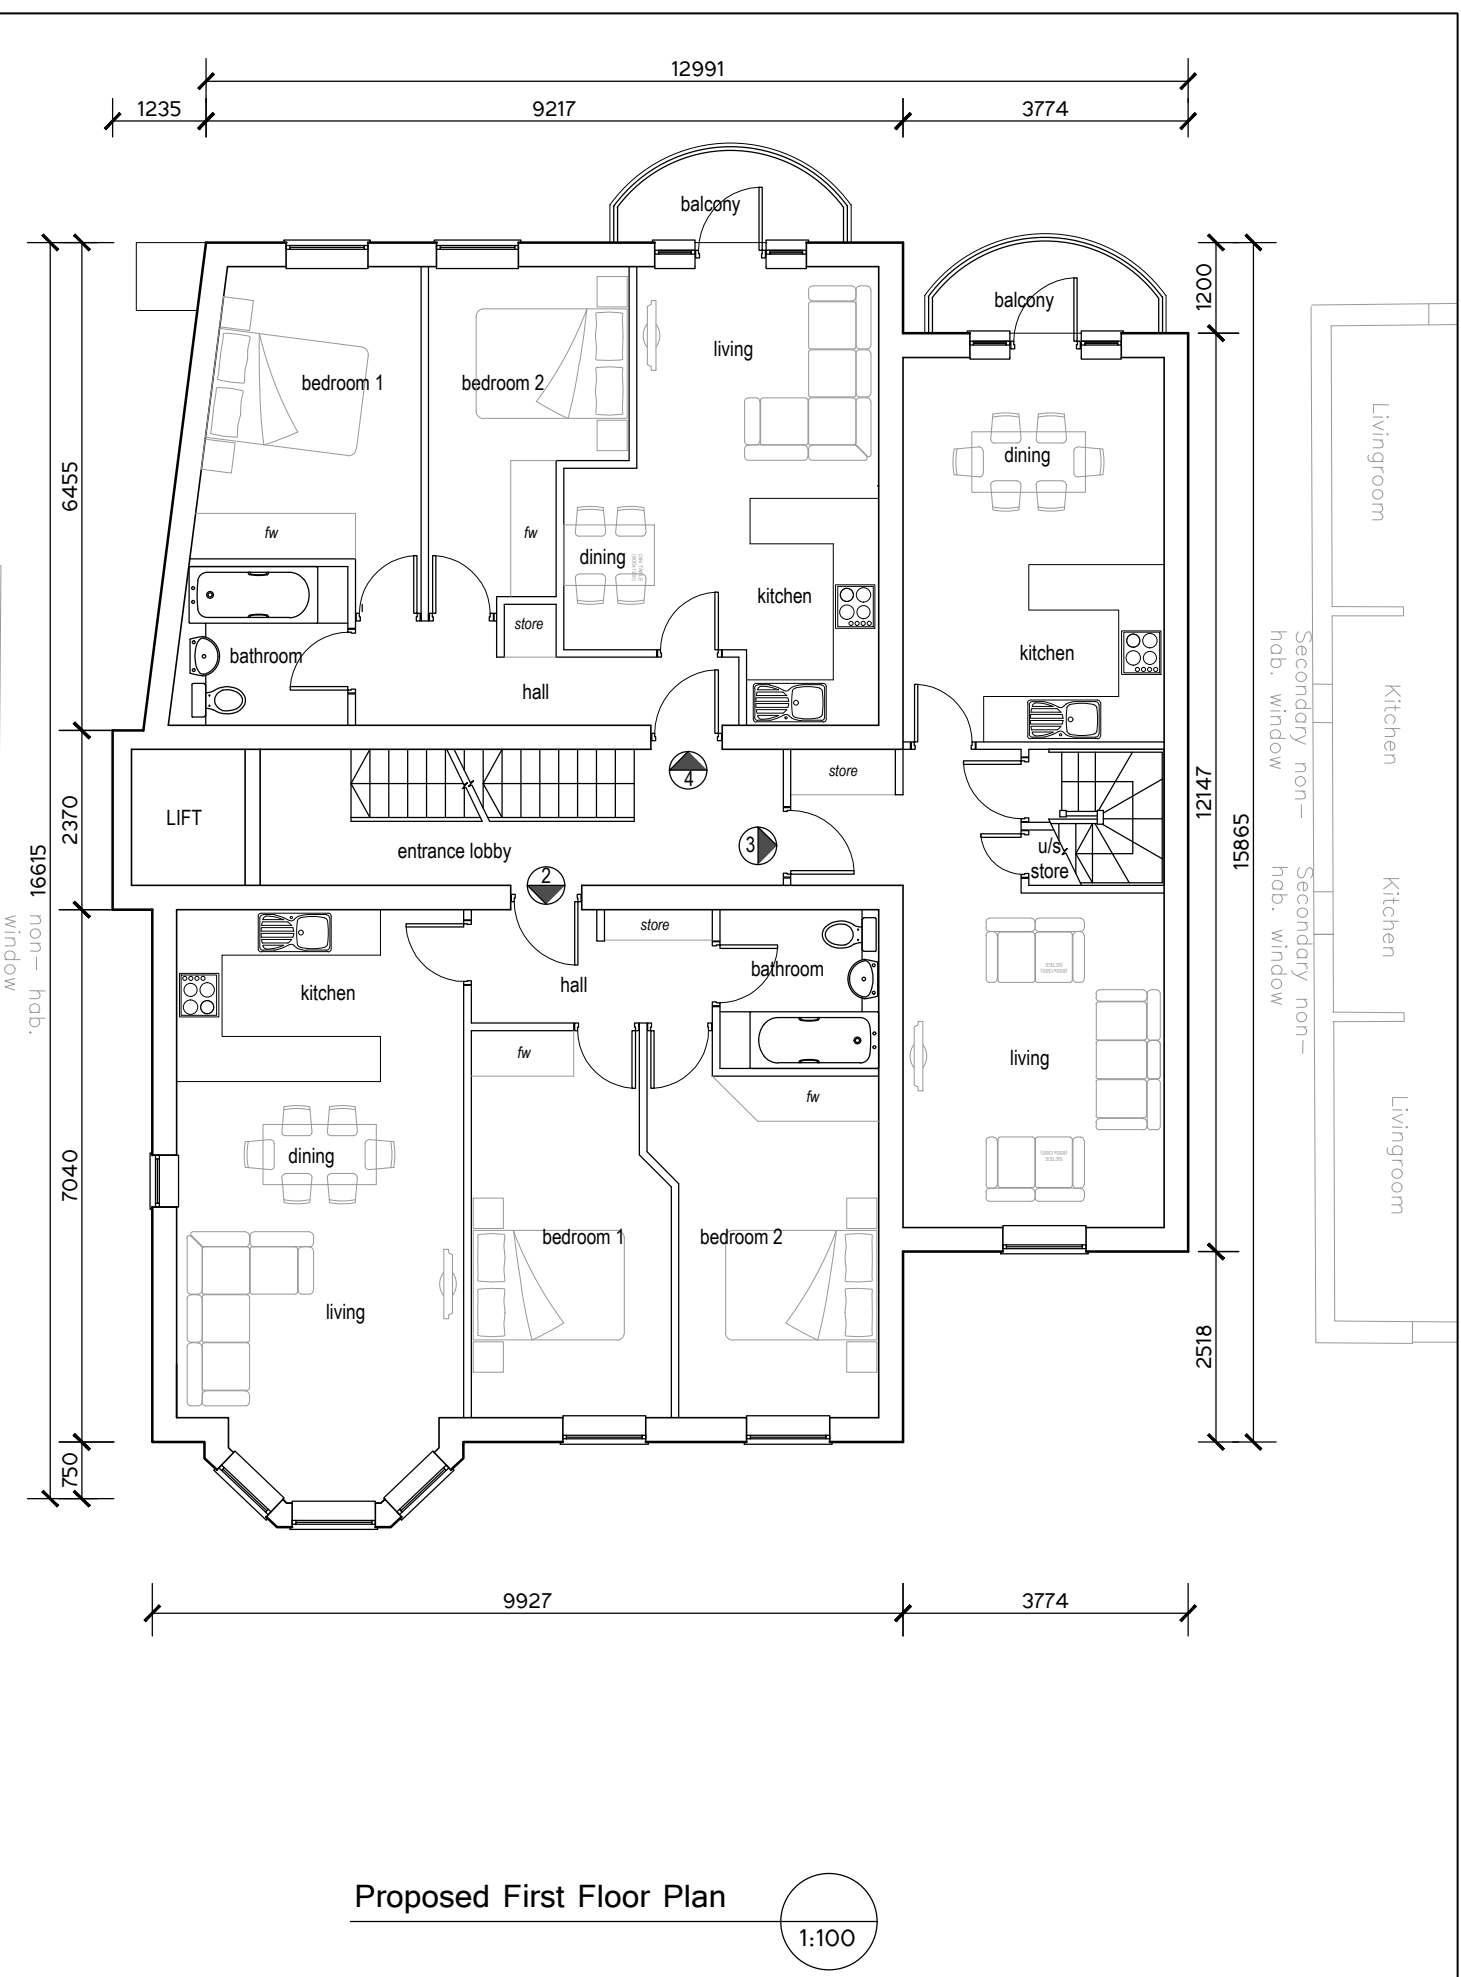 12991
1235
9217
3774
balcony
balcony
1200
living
bedroom 1
bedroom 2
dining
6455
fw
fw
dining
kitchen
store
bathroom
kitchen
hall
4
store
LIFT
2370
12147
15865
entrance lobby
3
u/s
store
2
16615
store
kitchen
hall
bathroom
non- hab.
window
fw
living
fw
dining
7040
bedroom 1
bedroom 2
living
2518
750
9927
3774
Livingroom
Secondary non-
hab. window
Kitchen
Secondary non-
hab. window
Kitchen
Livingroom
Proposed First Floor Plan
1:100